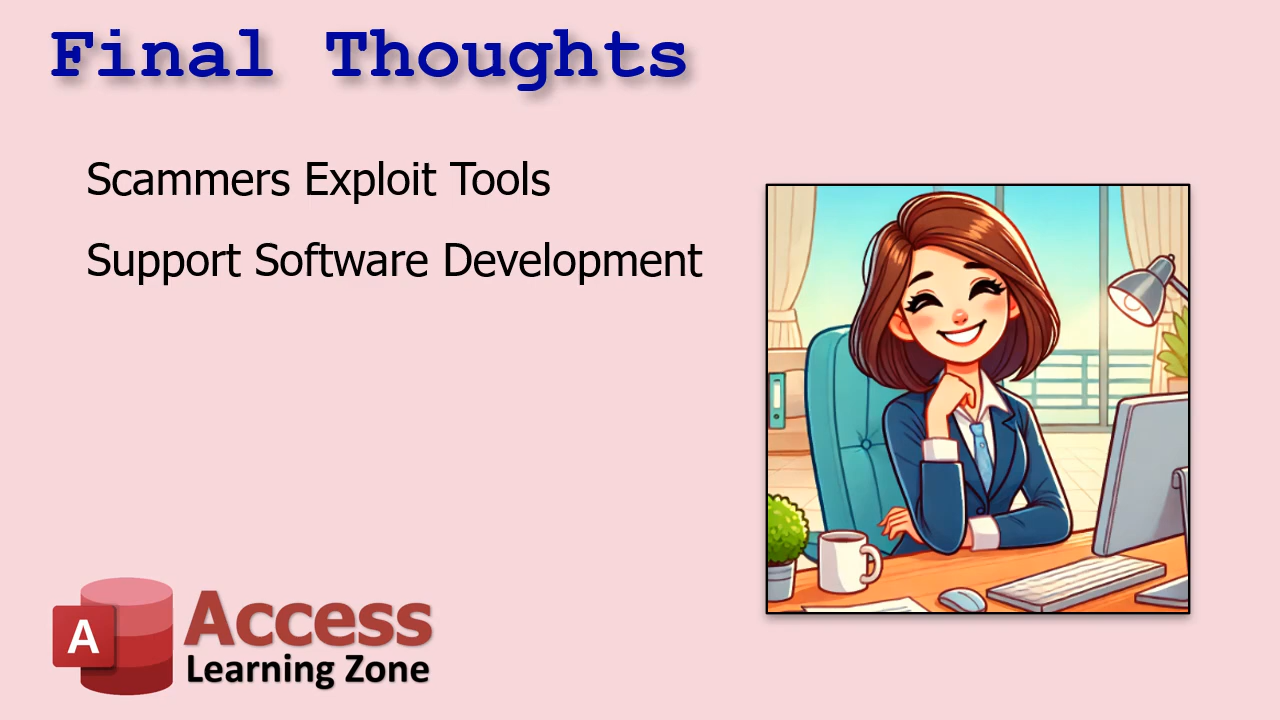 Final Thoughts
Scammers Exploit Tools
Support Software Development
A
Access
Learning Zone